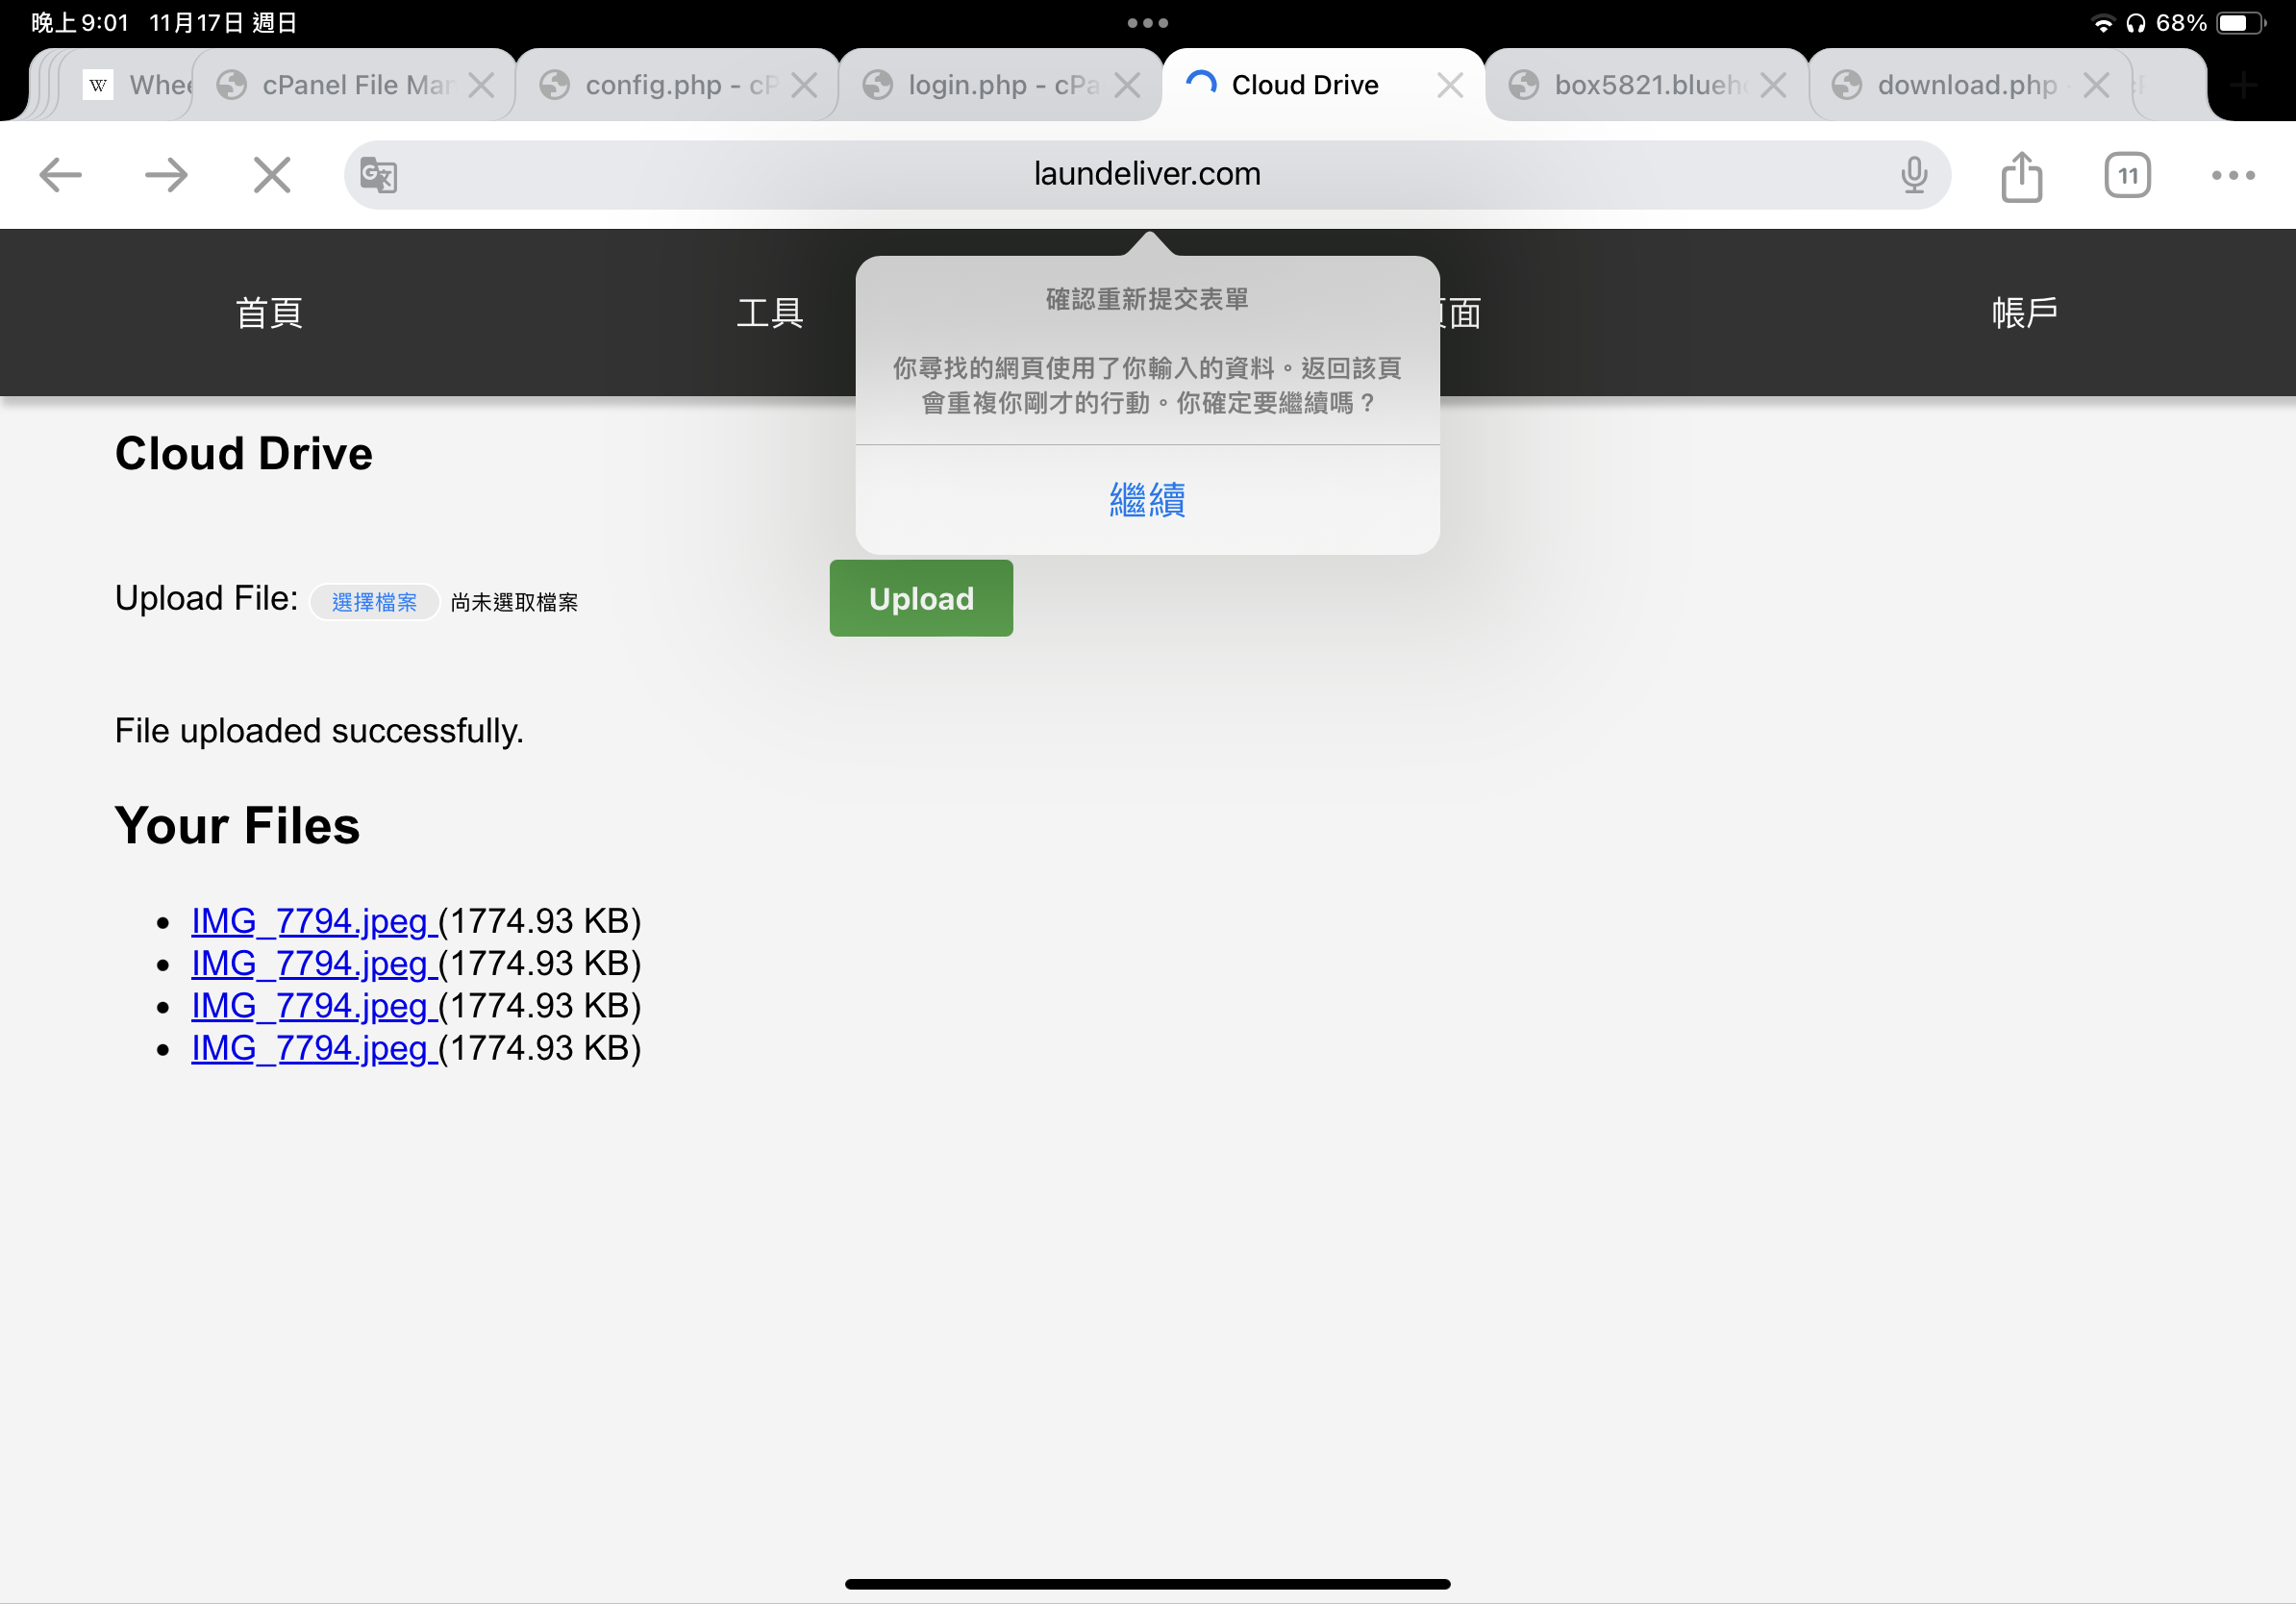 晚上9:01 11月17日 週日
68%
Whee
cPanel File Mar
config.php - cP
login.php - cPa
Cloud Drive
box5821.blueh
download.php
laundeliver.com
11
首頁
工具
頁面
帳戶
確認重新提交表單
你尋找的網頁使用了你輸入的資料。返回該頁
會重複你剛才的行動。你確定要繼續嗎？
繼續
Cloud Drive
Upload File: 選擇檔案 尚未選取檔案
Upload
File uploaded successfully.
Your Files
IMG_7794.jpeg (1774.93 KB)
IMG_7794.jpeg (1774.93 KB)
IMG_7794.jpeg (1774.93 KB)
IMG_7794.jpeg (1774.93 KB)